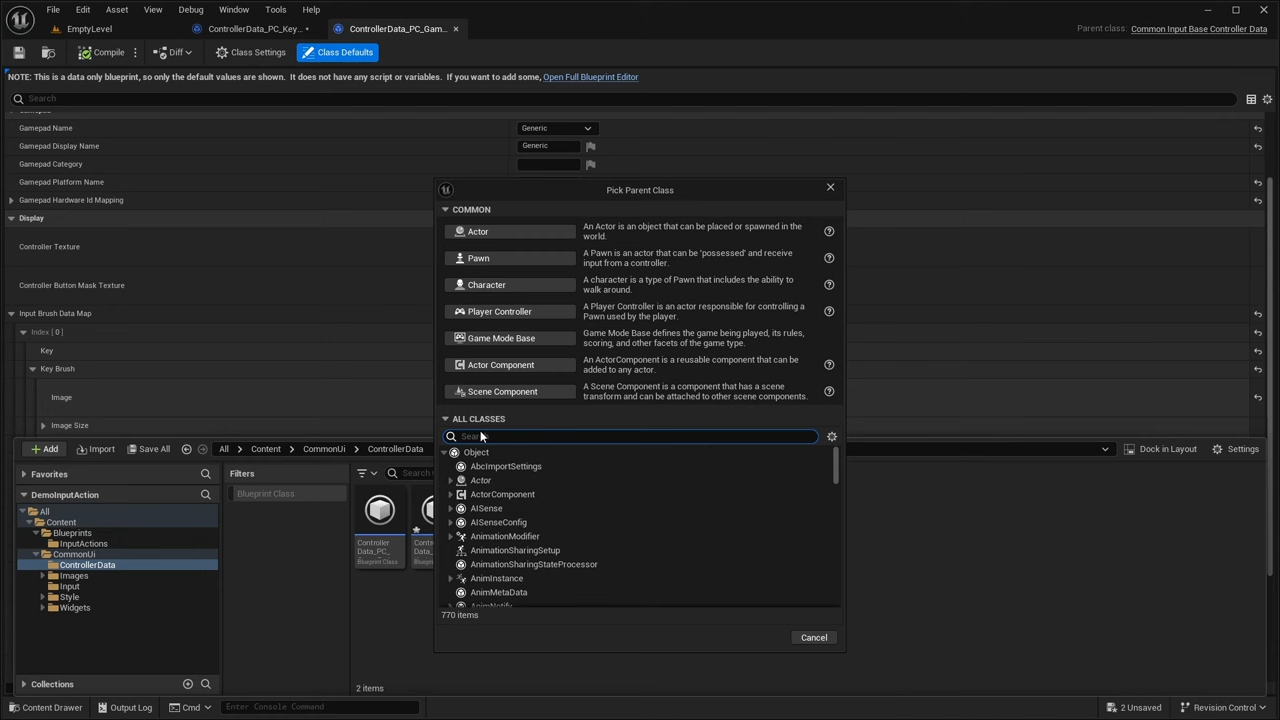 File Edit Asset View Debug Window Tools Help
EmptyLevel ControllerData_PC_Key... • ControllerData_PC_Gam... Parent class: Common Input Base Controller Data
Compile Diff Class Settings Class Defaults
NOTE: This is a data only blueprint, so only the default values are shown. It does not have any script or variables. If you want to add some, Open Full Blueprint Editor
Search
Gamepad Name Generic
Gamepad Display Name Generic
Gamepad Category
Gamepad Platform Name
Gamepad Hardware Id Mapping
Display
Controller Texture
Controller Button Mask Texture
Input Brush Data Map
Index [ 0 ]
Key
Key Brush
Image
Image Size
Pick Parent Class
COMMON
Actor An Actor is an object that can be placed or spawned in the
world.
Pawn A Pawn is an actor that can be 'possessed' and receive
input from a controller.
Character A character is a type of Pawn that includes the ability to
walk around.
Player Controller A Player Controller is an actor responsible for controlling a
Pawn used by the player.
Game Mode Base Game Mode Base defines the game being played, its rules,
scoring, and other facets of the game type.
Actor Component An ActorComponent is a reusable component that can be
added to any actor.
Scene Component A Scene Component is a component that has a scene
transform and can be attached to other scene components.
ALL CLASSES
Object
AbcImportSettings
Actor
ActorComponent
AISense
AISenseConfig
AnimationModifier
AnimationSharingSetup
AnimationSharingStateProcessor
AnimInstance
AnimMetaData
AnimNotify
770 items
Cancel
Add Import Save All All Content CommonUi ControllerData Dock in Layout Settings
Favorites
DemoInputAction
All
Content
Blueprints
InputActions
CommonUi
ControllerData
Images
Input
Style
Widgets
Collections
Filters
Blueprint Class
Controller
Data_PC_
Blueprint Class
2 items
Content Drawer Output Log Cmd Enter Console Command 2 Unsaved Revision Control